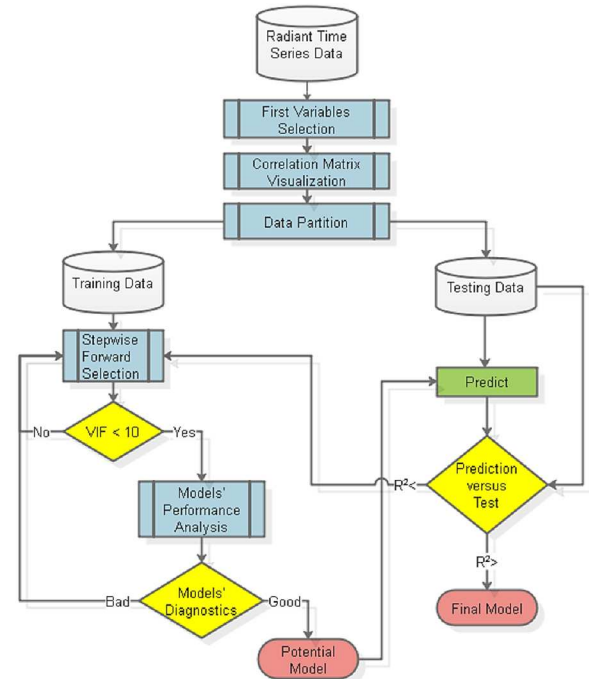 Radiant Time
Series Data
First Variables
Selection
Correlation Matrix
Visualization
Data Partition
Training Data
Testing Data
Stepwise
Forward
Selection
Predict
No
VIF < 10
Yes
Prediction
versus
Test
R²<
Models'
Performance
Analysis
R²>
Bad
Models'
Diagnostics
Good
Final Model
Potential
Model